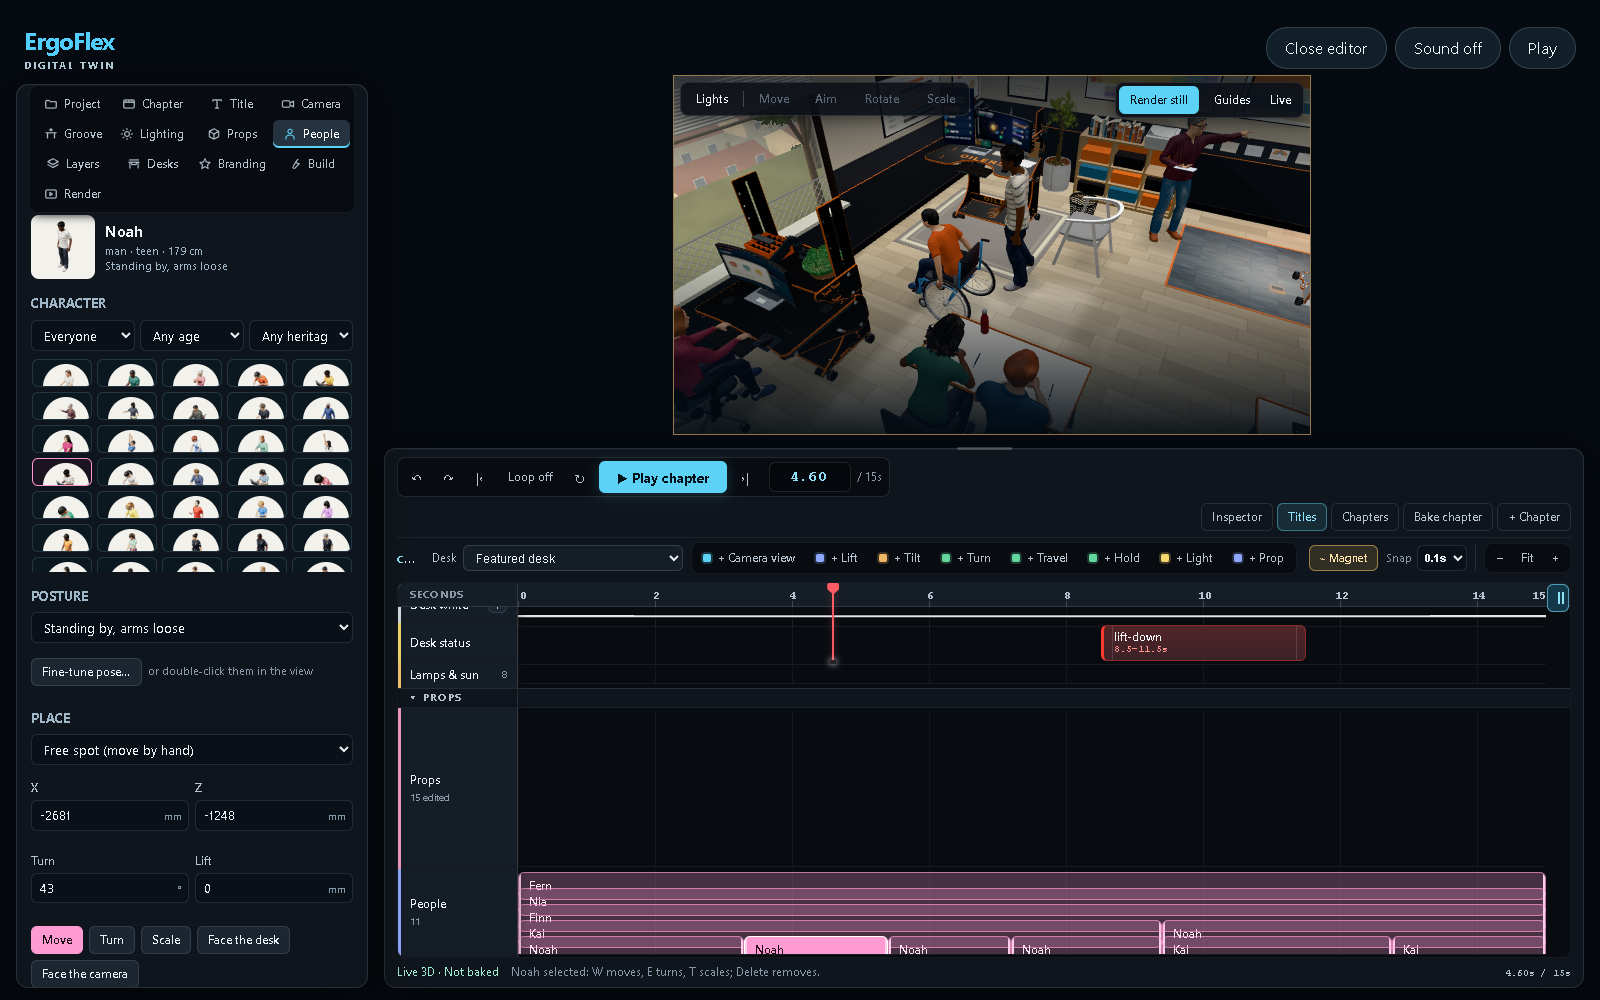 ErgoFlex
DIGITAL TWIN
Close editor
Sound off
Play
Project
Chapter
Title
Camera
Groove
Lighting
Props
People
Layers
Desks
Branding
Build
Render
Noah
man · teen · 179 cm
Standing by, arms loose
CHARACTER
Everyone
Any age
Any heritag
POSTURE
Standing by, arms loose
Fine-tune pose...
or double-click them in the view
PLACE
Free spot (move by hand)
X
Z
-2681 mm
-1248 mm
Turn
Lift
43 °
0 mm
Move
Turn
Scale
Face the desk
Face the camera
Lights
Move
Aim
Rotate
Scale
Render still
Guides
Live
Loop off
▶ Play chapter
4.60
/ 15s
Inspector
Titles
Chapters
Bake chapter
+ Chapter
C...
Desk
Featured desk
+ Camera view
+ Lift
+ Tilt
+ Turn
+ Travel
+ Hold
+ Light
+ Prop
~ Magnet
Snap
0.1s
− Fit +
SECONDS
0 2 4 6 8 10 12 14 15
Desk white
Desk status
lift-down
8.5–11.5s
Lamps & sun 8
▾ PROPS
Props
15 edited
People
11
Fern
Nia
Finn
Kai
Noah
Noah
Noah
Noah
Noah
Kai
Kai
Live 3D · Not baked
Noah selected: W moves, E turns, T scales; Delete removes.
4.60s / 15s